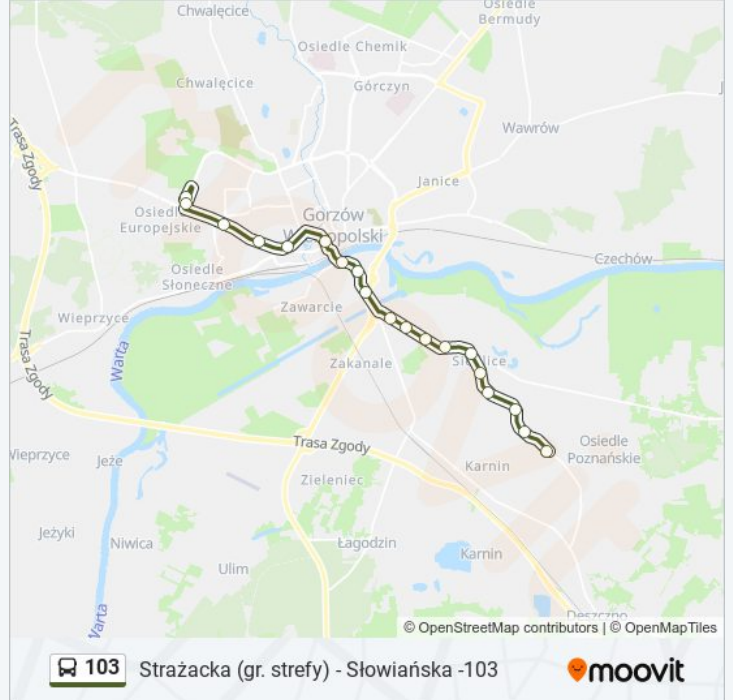 Osiedle
Bermudy
Chwalęcice
Osiedle Chemik
Chwalęcice
Górczyn
Trasa Zgody
Wawrów
Janice
Osiedle
Europejskie
Gorzów
Wielkopolski
Czechów
Osiedle
Słoneczne
Zawarcie
Wieprzyce
Warta
Trasa Zgody
Zakanale
Siedlice
Trasa Zgody
Osiedle
Poznańskie
Wieprzyce
Jeże
Karnin
Zieleniec
Jeżyki
Niwica
Łagodzin
Karnin
Ulim
Warta
Deszczno
© OpenStreetMap contributors | © OpenMapTiles
103 Strażacka (gr. strefy) - Słowiańska -103
moovit